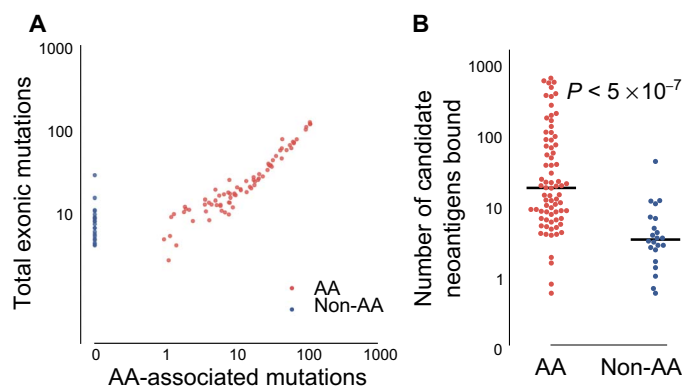 A
Total exonic mutations
1000
100
10
0
1
10
100
1000
AA-associated mutations
AA
Non-AA
B
Number of candidate
neoantigens bound
1000
100
10
1
0
P < 5 ×10⁻⁷
AA
Non-AA